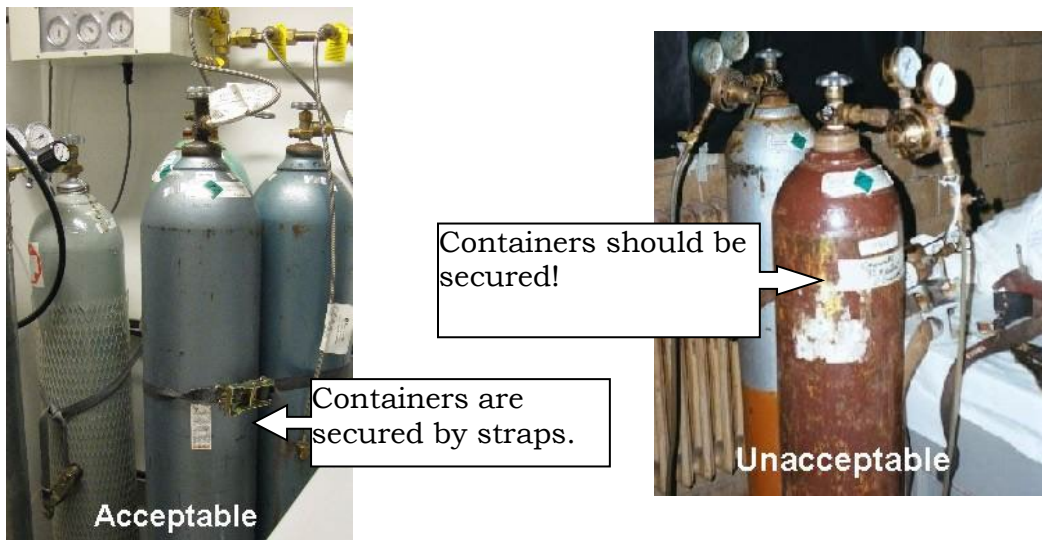 Containers should be
secured!
Containers are
secured by straps.
Unacceptable
Acceptable